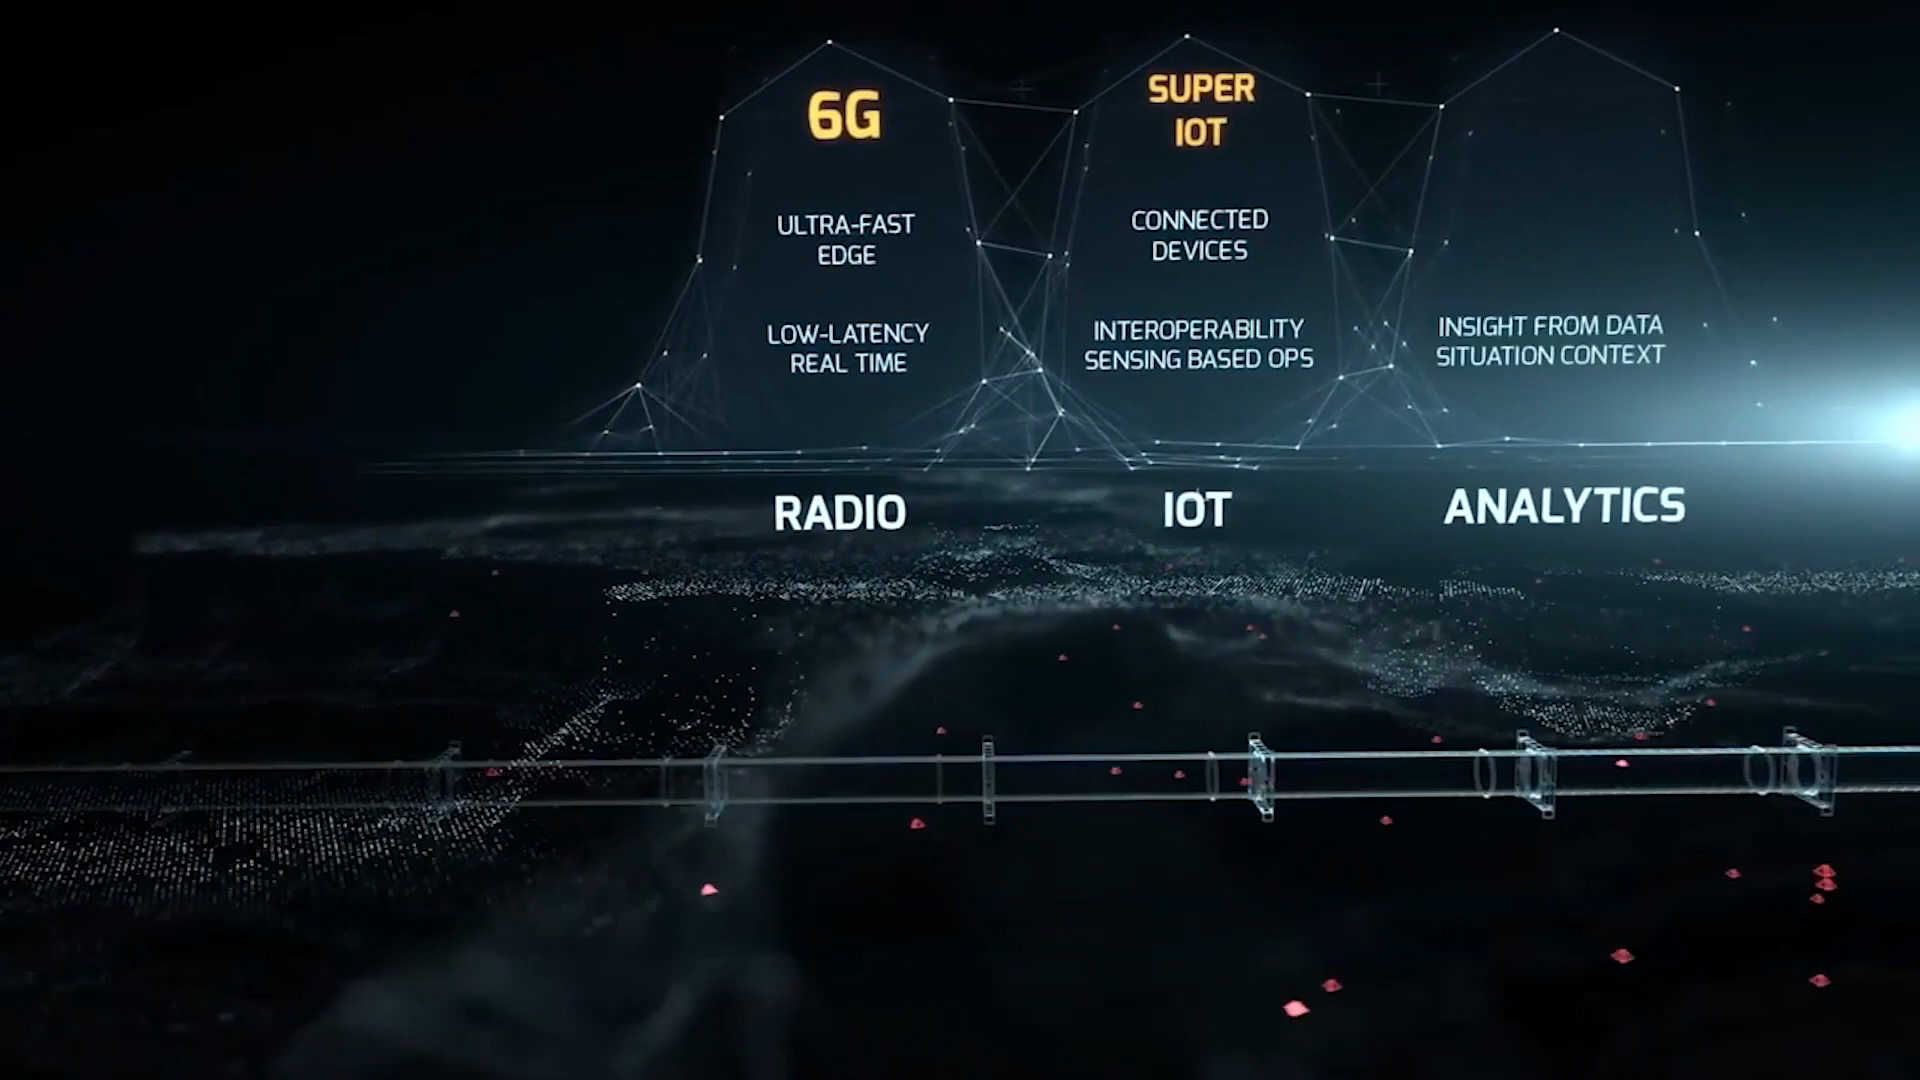 6G
ULTRA-FAST
EDGE
LOW-LATENCY
REAL TIME
RADIO
SUPER
IOT
CONNECTED
DEVICES
INTEROPERABILITY
SENSING BASED OPS
IOT
INSIGHT FROM DATA
SITUATION CONTEXT
ANALYTICS